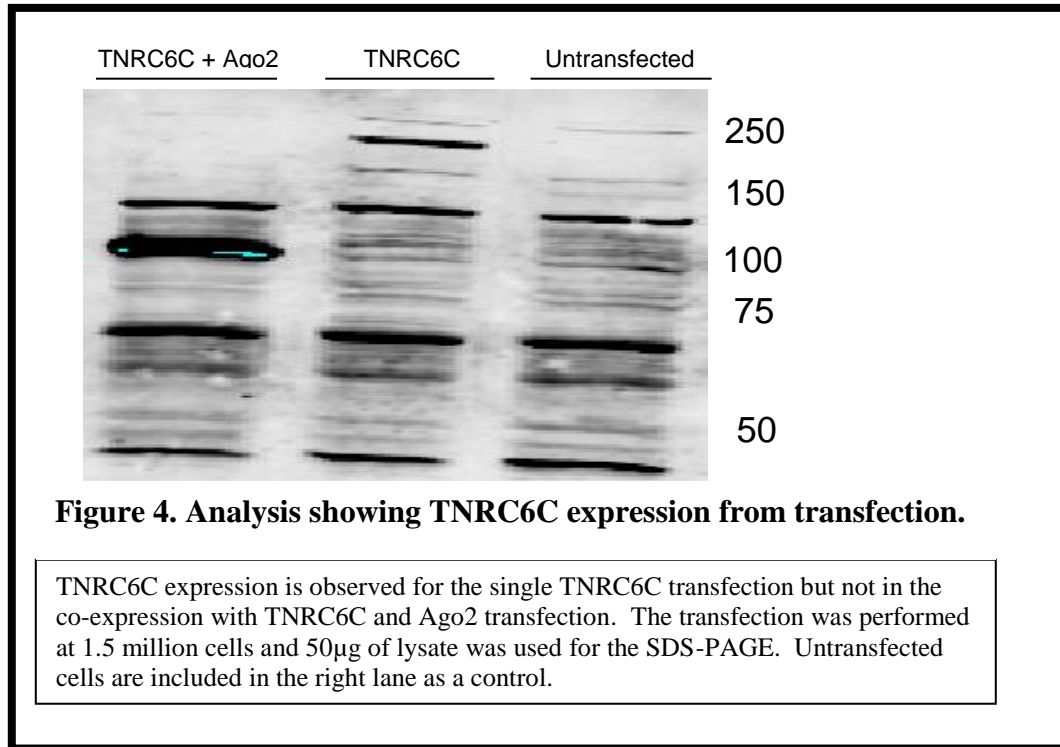 TNRC6C + Ago2 TNRC6C Untransfected
250
150
100
75
50
Figure 4. Analysis showing TNRC6C expression from transfection.
TNRC6C expression is observed for the single TNRC6C transfection but not in the
co-expression with TNRC6C and Ago2 transfection. The transfection was performed
at 1.5 million cells and 50µg of lysate was used for the SDS-PAGE. Untransfected
cells are included in the right lane as a control.